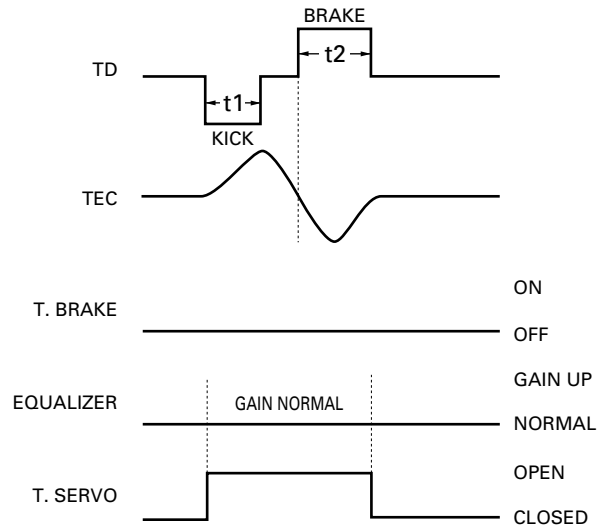 BRAKE
TD
t1
t2
KICK
TEC
T. BRAKE
ON
OFF
EQUALIZER
GAIN NORMAL
GAIN UP
NORMAL
T. SERVO
OPEN
CLOSED